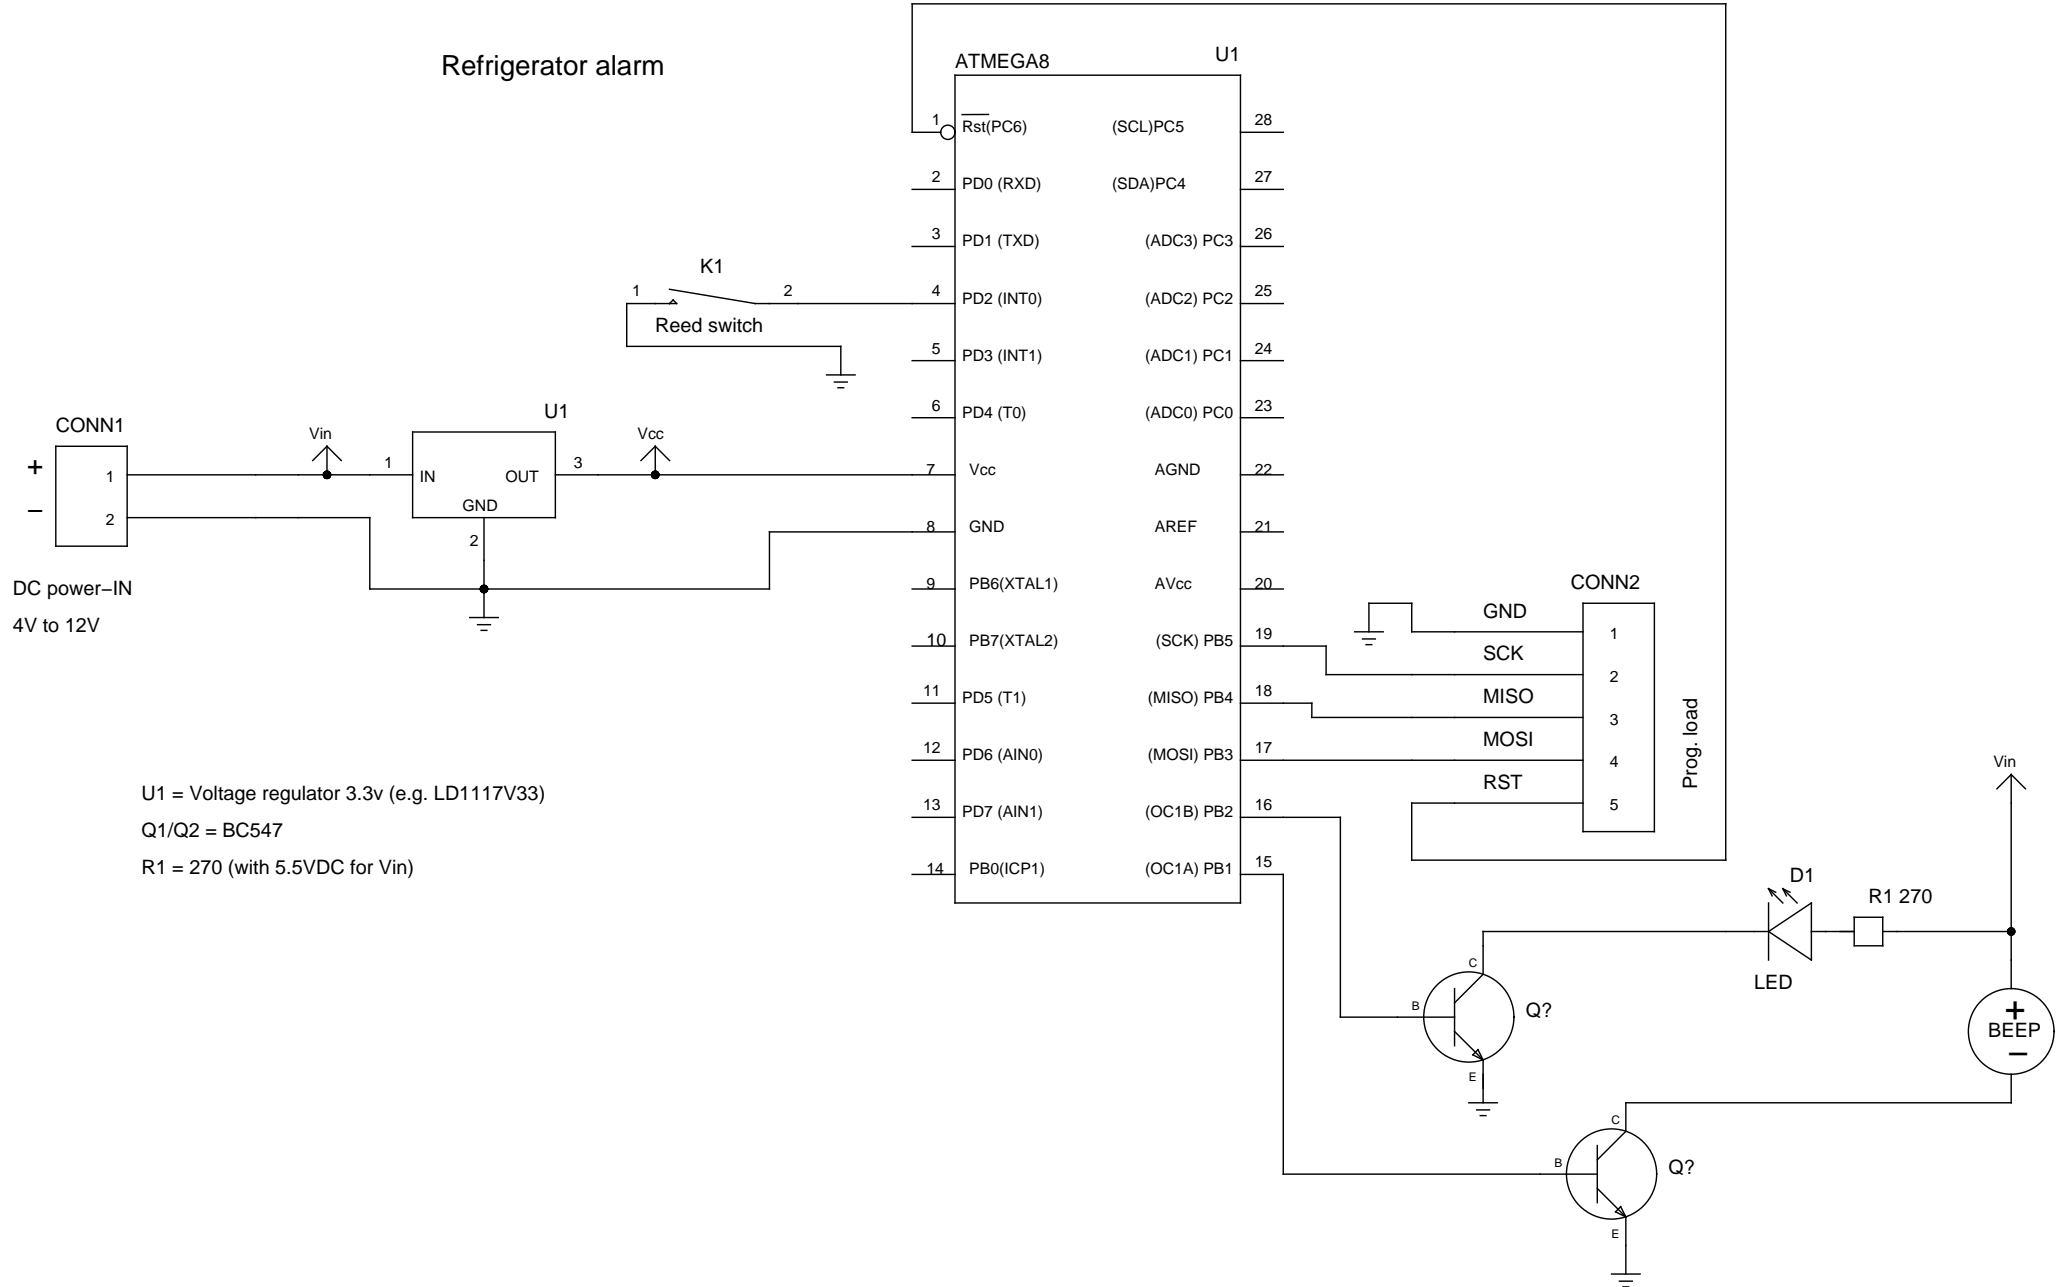 Refrigerator alarm
ATMEGA8
U1
1
Rst(PC6)
(SCL)PC5
28
2
PD0 (RXD)
(SDA)PC4
27
3
PD1 (TXD)
(ADC3) PC3
26
K1
1
2
Reed switch
4
PD2 (INT0)
(ADC2) PC2
25
5
PD3 (INT1)
(ADC1) PC1
24
6
PD4 (T0)
(ADC0) PC0
23
CONN1
+
−
1
2
DC power−IN
4V to 12V
Vin
U1
1
IN
OUT
3
GND
2
Vcc
7
Vcc
AGND
22
8
GND
AREF
21
9
PB6(XTAL1)
AVcc
20
10
PB7(XTAL2)
(SCK) PB5
19
11
PD5 (T1)
(MISO) PB4
18
12
PD6 (AIN0)
(MOSI) PB3
17
13
PD7 (AIN1)
(OC1B) PB2
16
14
PB0(ICP1)
(OC1A) PB1
15
CONN2
GND
1
SCK
2
MISO
3
MOSI
4
RST
5
Prog. load
U1 = Voltage regulator 3.3v (e.g. LD1117V33)
Q1/Q2 = BC547
R1 = 270 (with 5.5VDC for Vin)
Vin
D1
R1 270
LED
C
B
E
Q?
+
BEEP
−
C
B
E
Q?